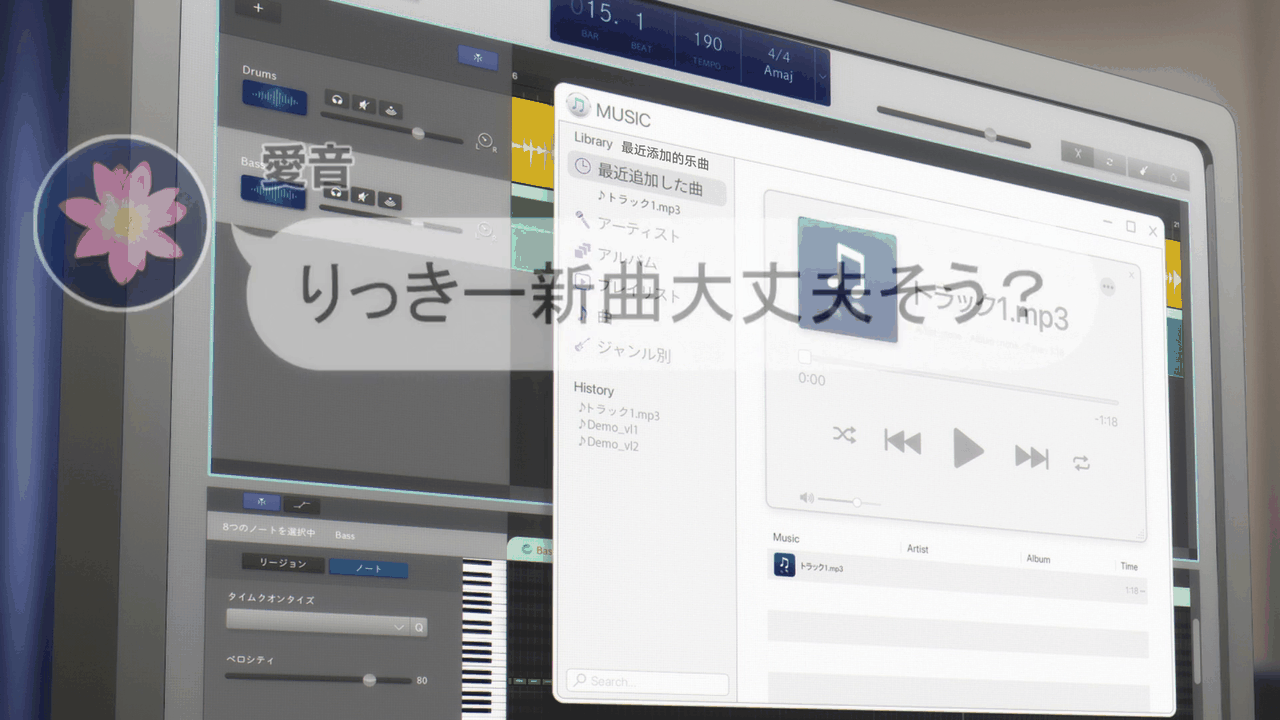 015. 1
BAR
BEAT
190
TEMPO
4/4
Amaj
Drums
R
Bass
6
愛音
りっきー新曲大丈夫そう？
MUSIC
Library
最近添加的乐曲
最近追加した曲
♪トラック1.mp3
アーティスト
アルバム
プレイリスト
曲
ジャンル別
History
♪トラック1.mp3
♪Demo_vl1
♪Demo_vl2
Search...
トラック1.mp3
0:00
-1:18
Music
Artist
Album
Time
トラック1.mp3
1:18
8つのノートを選択中
Bass
リージョン
ノート
タイムクオンタイズ
Q
ベロシティ
80
Bas